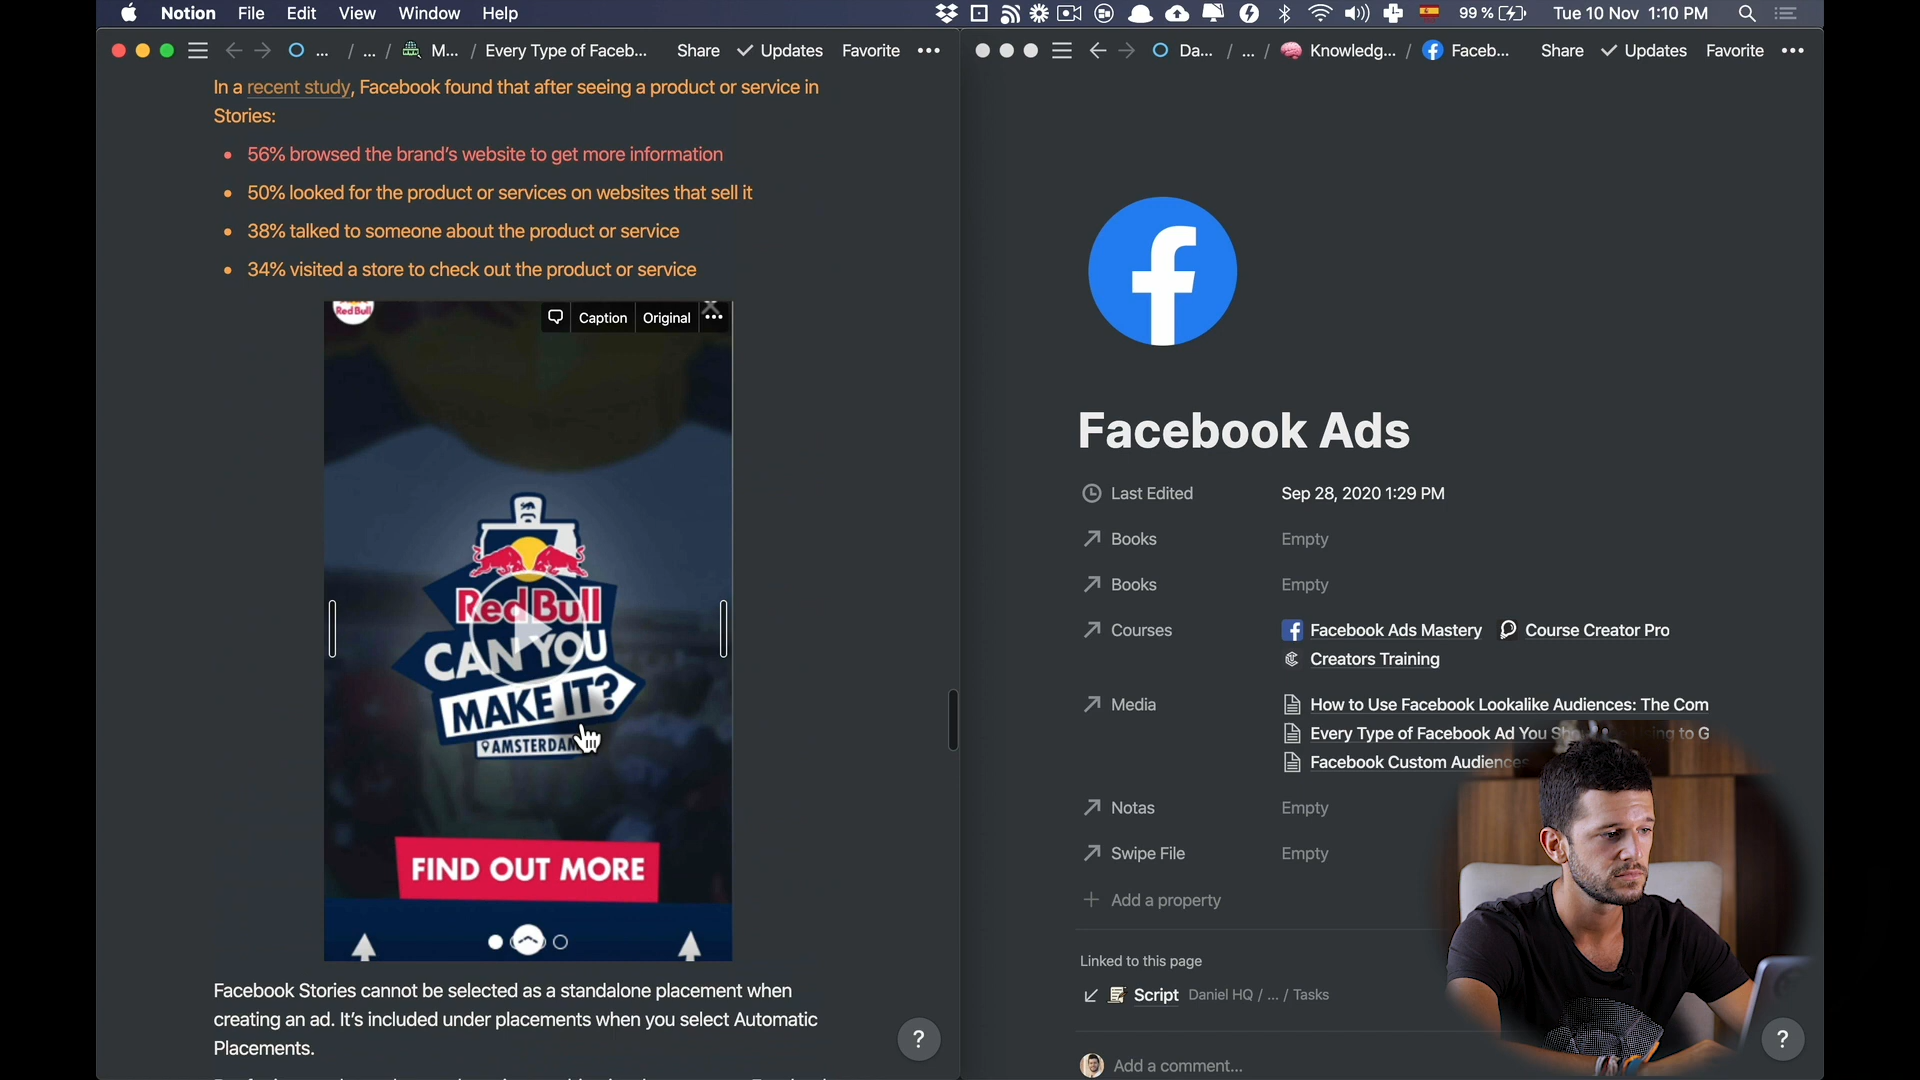 Notion File Edit View Window Help 99 % Tue 10 Nov 1:10 PM
... / ... / M... / Every Type of Faceb... Share Updates Favorite •••
In a recent study, Facebook found that after seeing a product or service in
Stories:
• 56% browsed the brand's website to get more information
• 50% looked for the product or services on websites that sell it
• 38% talked to someone about the product or service
• 34% visited a store to check out the product or service
Red Bull
Caption Original •••
Red Bull
CAN YOU
MAKE IT?
AMSTERDAM
FIND OUT MORE
Facebook Stories cannot be selected as a standalone placement when
creating an ad. It's included under placements when you select Automatic
Placements.
?
Da... / ... / Knowledg... / Faceb... Share Updates Favorite •••
Facebook Ads
Last Edited Sep 28, 2020 1:29 PM
Books Empty
Books Empty
Courses Facebook Ads Mastery Course Creator Pro
Creators Training
Media How to Use Facebook Lookalike Audiences: The Com
Every Type of Facebook Ad You
Facebook Custom Audiences
Notas Empty
Swipe File Empty
+ Add a property
Linked to this page
Script Daniel HQ / ... / Tasks
Add a comment...
?